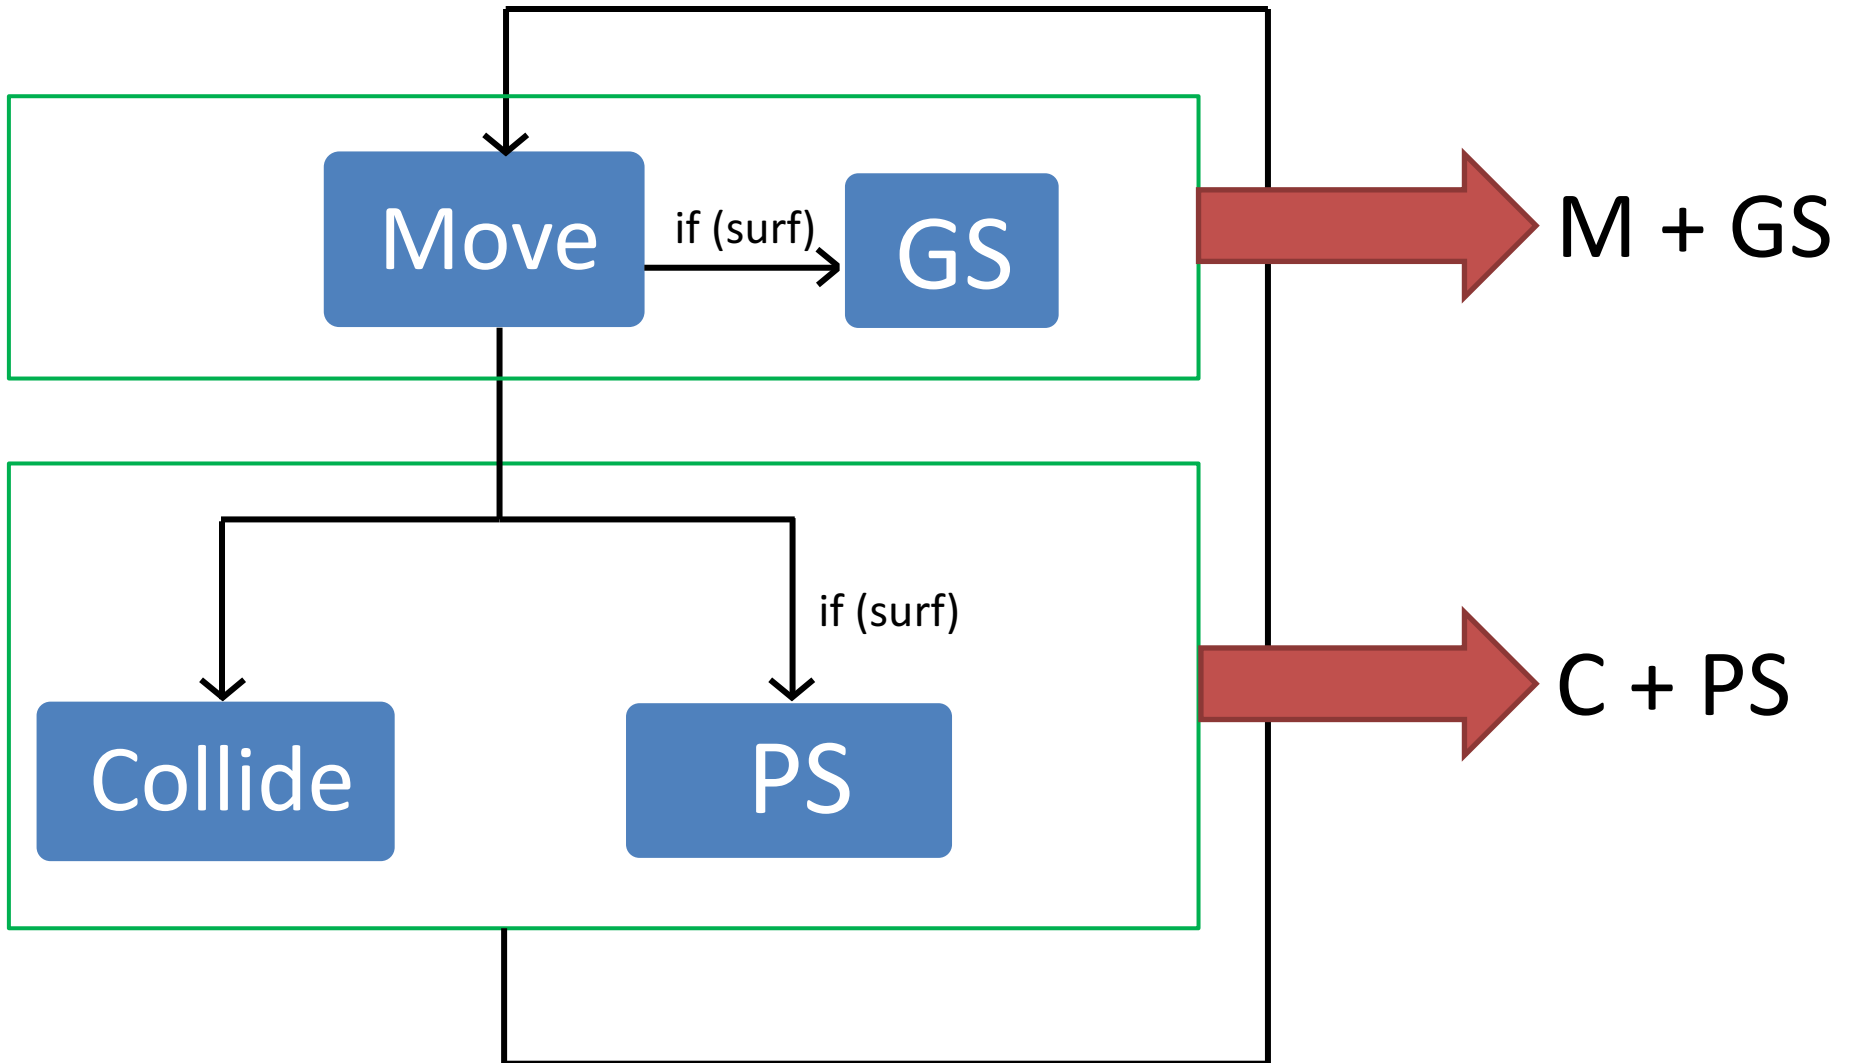 Move
if (surf)
GS
M + GS
if (surf)
Collide
PS
C + PS